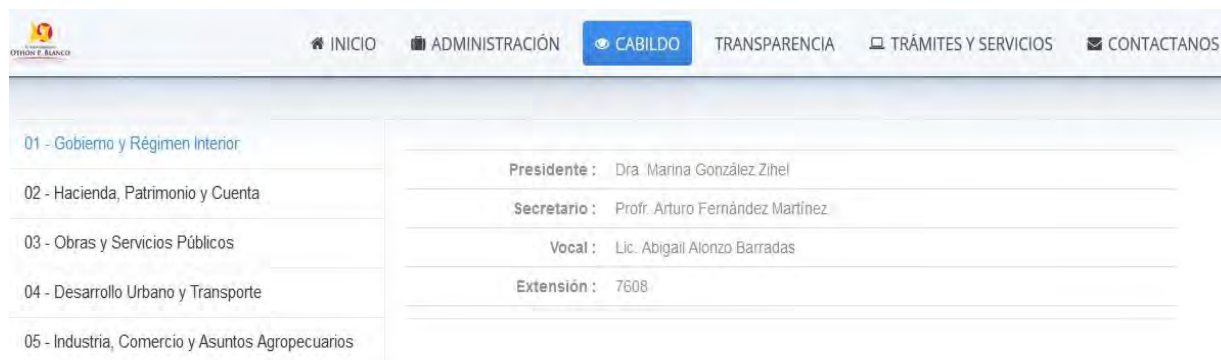 OTHÓN P. BLANCO
INICIO
ADMINISTRACIÓN
CABILDO
TRANSPARENCIA
TRÁMITES Y SERVICIOS
CONTACTANOS
01 - Gobierno y Régimen Interior
02 - Hacienda, Patrimonio y Cuenta
03 - Obras y Servicios Públicos
04 - Desarrollo Urbano y Transporte
05 - Industria, Comercio y Asuntos Agropecuarios
Presidente : Dra. Marina González Zihel
Secretario : Profr. Arturo Fernández Martínez
Vocal : Lic. Abigail Alonzo Barradas
Extensión : 7608